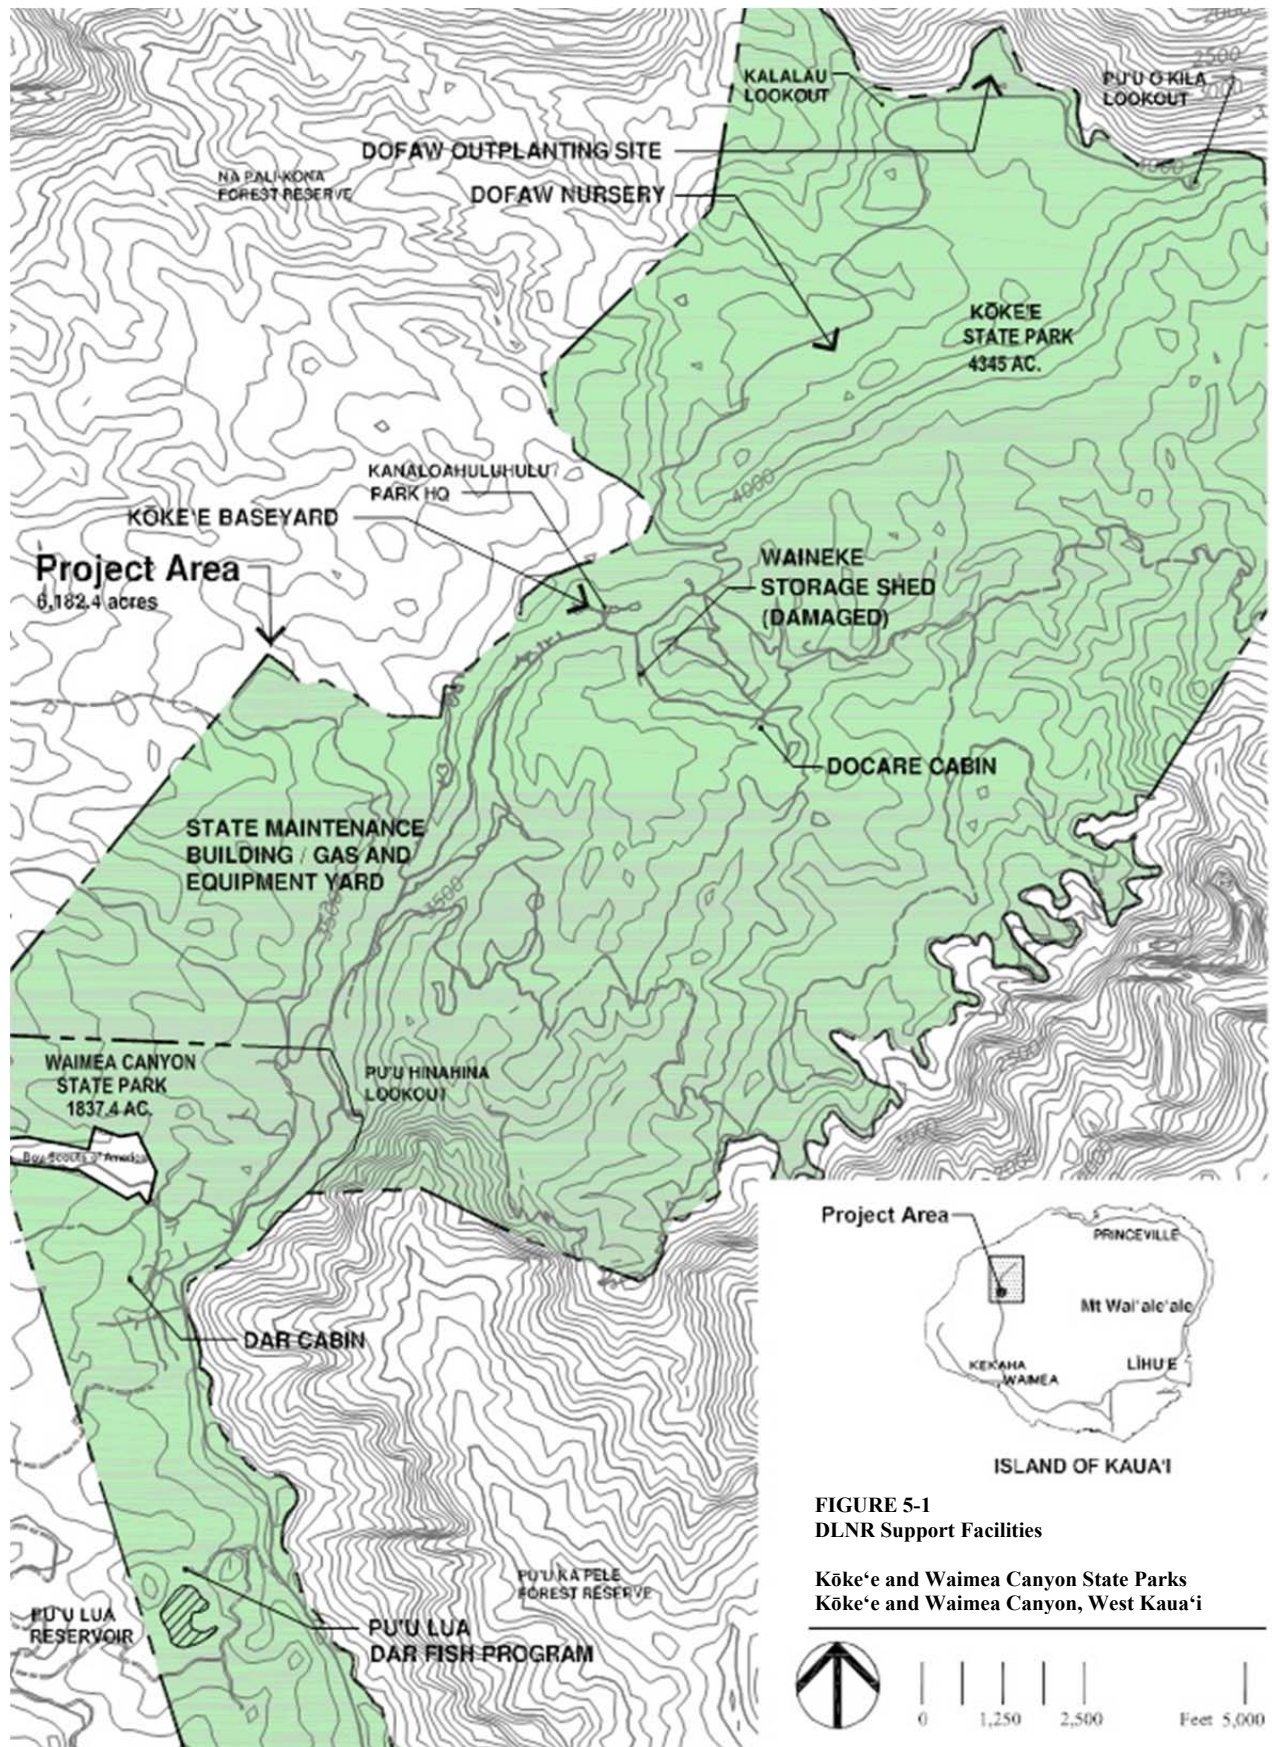 2000
2500
KALALAU
LOOKOUT
PU'U O KILA
LOOKOUT
3000
DOFAW OUTPLANTING SITE
4000
NA PALI-KONA
FOREST RESERVE
DOFAW NURSERY
KŌKE'E
STATE PARK
4345 AC.
KANALOAHULUHULU /
PARK HQ
4000
KŌKE'E BASEYARD
Project Area
6,182.4 acres
WAINEKE
STORAGE SHED
(DAMAGED)
DOCARE CABIN
STATE MAINTENANCE
BUILDING / GAS AND
EQUIPMENT YARD
3500
3500
WAIMEA CANYON
STATE PARK
1837.4 AC.
PU'U HINAHINA
LOOKOUT
Boy Scouts of America
3000
Project Area
PRINCEVILLE
Mt Wai'ale'ale
KEKAHA
WAIMEA
LĪHU'E
ISLAND OF KAUA'I
DAR CABIN
FIGURE 5-1
DLNR Support Facilities
Kōke‘e and Waimea Canyon State Parks
Kōke‘e and Waimea Canyon, West Kaua‘i
PU'U KA PELE
FOREST RESERVE
PU'U LUA
RESERVOIR
PU'U LUA
DAR FISH PROGRAM
0 1,250 2,500 Feet 5,000